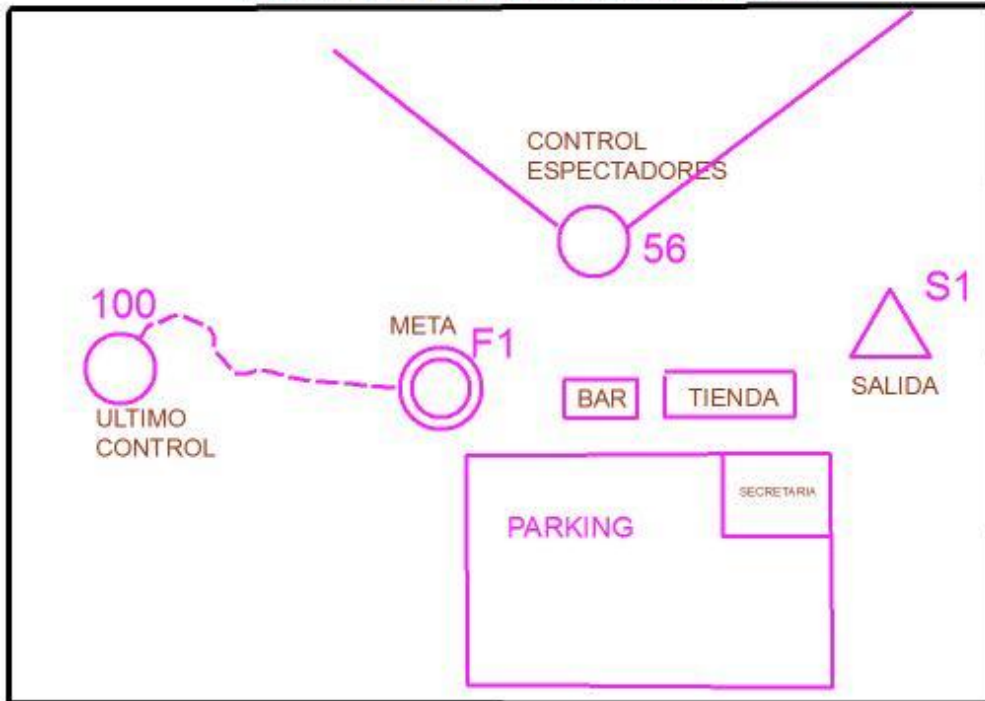 CONTROL
ESPECTADORES
56
100
S1
META
F1
SALIDA
BAR
TIENDA
ULTIMO
CONTROL
SECRETARIA
PARKING